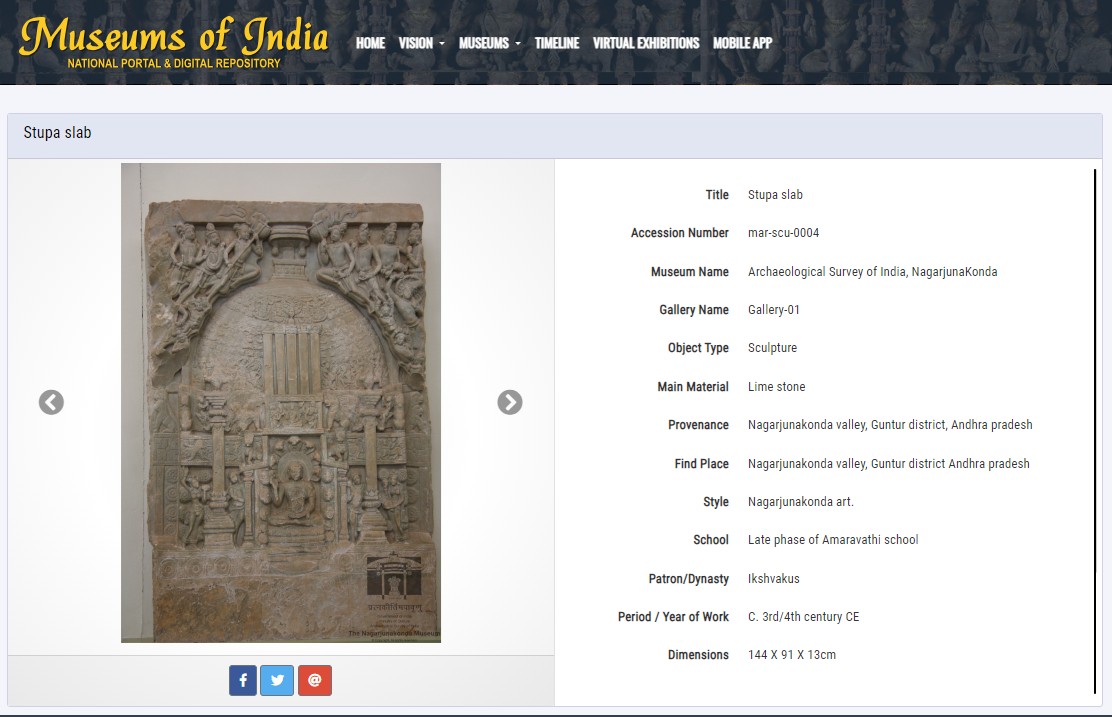 Museums of India
NATIONAL PORTAL & DIGITAL REPOSITORY
HOME VISION MUSEUMS TIMELINE VIRTUAL EXHIBITIONS MOBILE APP
Stupa slab
Title Stupa slab
Accession Number mar-scu-0004
Museum Name Archaeological Survey of India, NagarjunaKonda
Gallery Name Gallery-01
Object Type Sculpture
Main Material Lime stone
Provenance Nagarjunakonda valley, Guntur district, Andhra pradesh
Find Place Nagarjunakonda valley, Guntur district Andhra pradesh
Style Nagarjunakonda art.
School Late phase of Amaravathi school
Patron/Dynasty Ikshvakus
Period / Year of Work C. 3rd/4th century CE
Dimensions 144 X 91 X 13cm
The Nagarjunakonda Museum